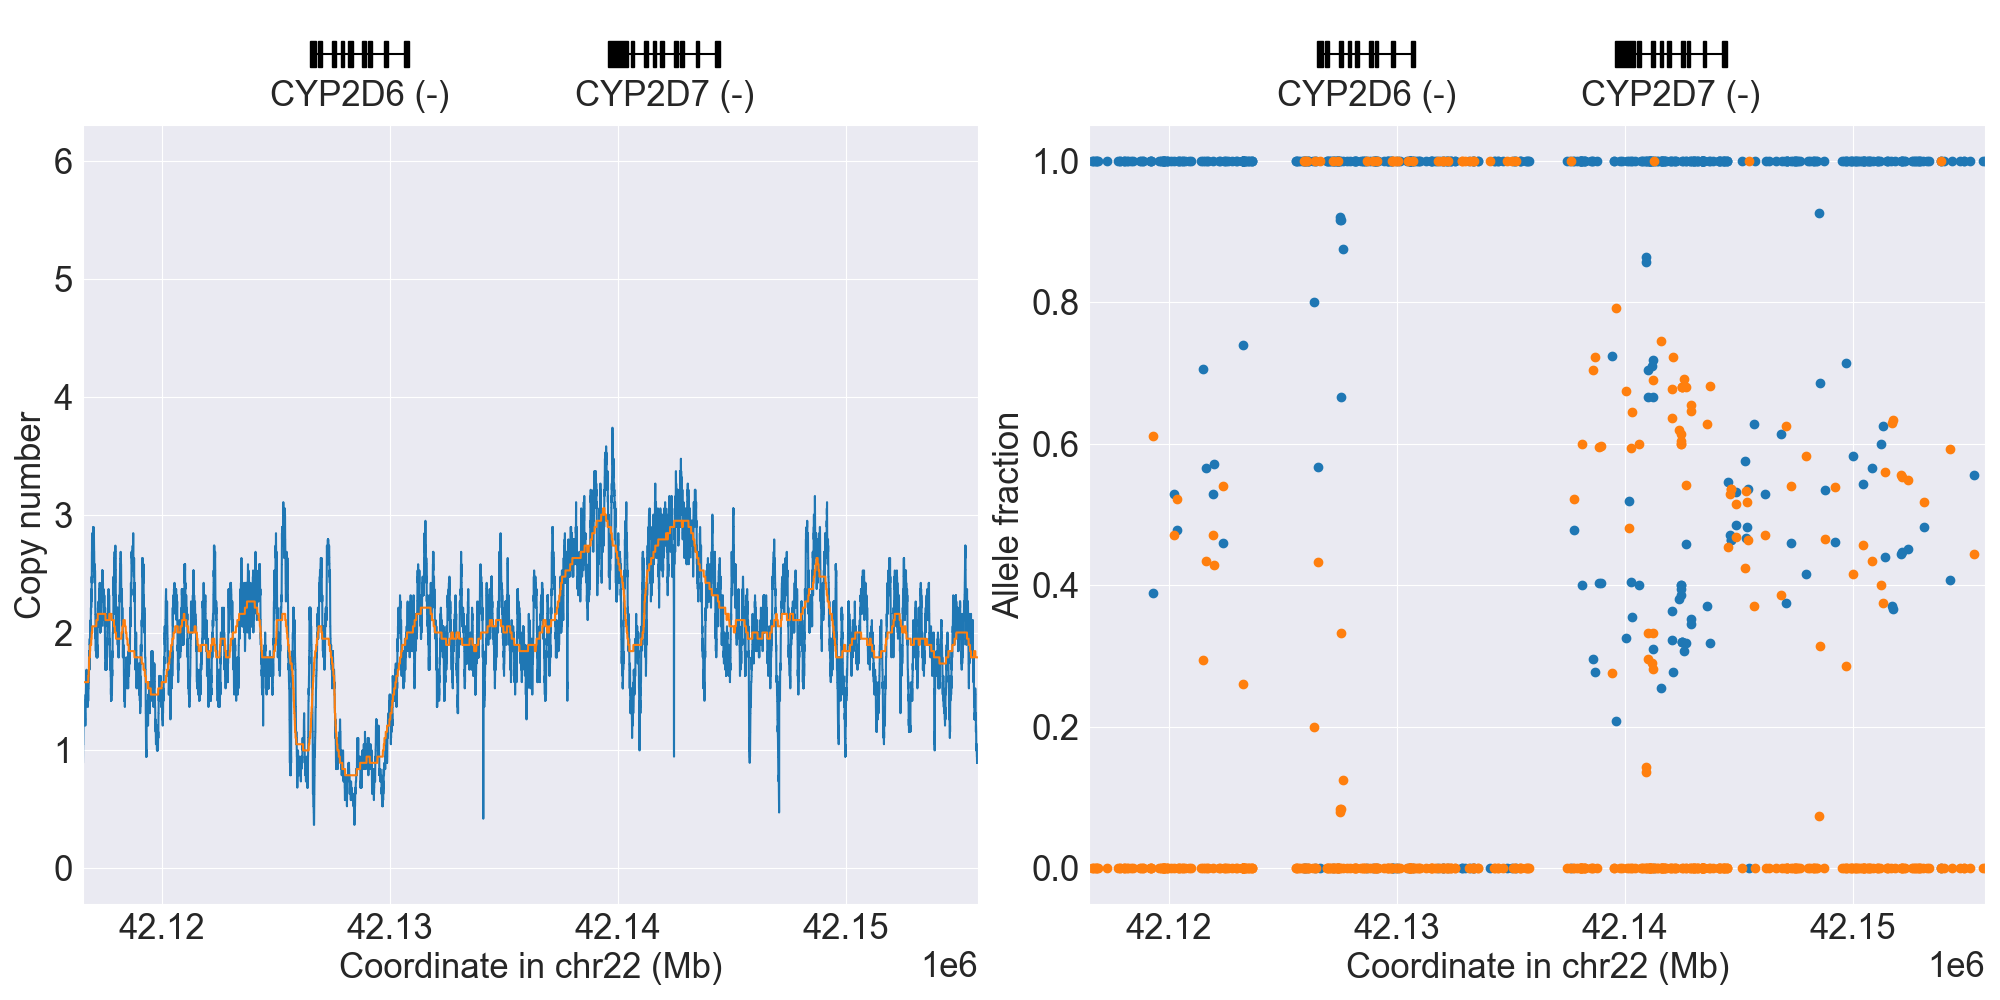 CYP2D6 (-)
CYP2D7 (-)
CYP2D6 (-)
CYP2D7 (-)
6
5
4
3
2
1
0
Copy number
42.12
42.13
42.14
42.15
Coordinate in chr22 (Mb)
1e6
1.0
0.8
0.6
0.4
0.2
0.0
Allele fraction
42.12
42.13
42.14
42.15
Coordinate in chr22 (Mb)
1e6